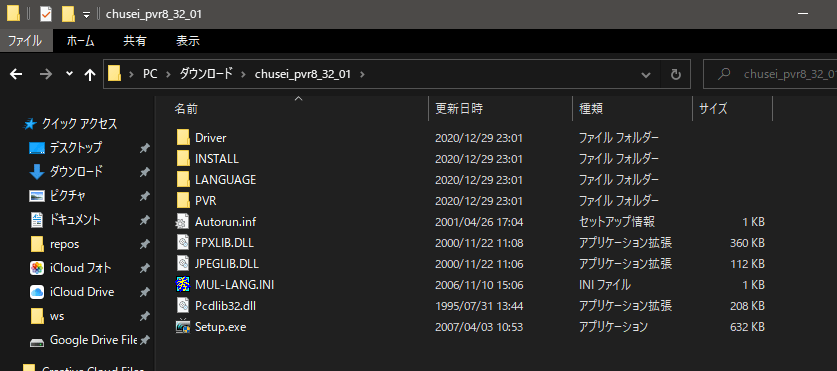 chusei_pvr8_32_01
ファイル ホーム 共有 表示
PC ダウンロード chusei_pvr8_32_01 chusei_pvr8_32_01
名前 更新日時 種類 サイズ
クイック アクセス
デスクトップ
ダウンロード
ピクチャ
ドキュメント
repos
iCloud フォト
iCloud Drive
ws
Google Drive File
Creative Cloud Files
Driver 2020/12/29 23:01 ファイル フォルダー
INSTALL 2020/12/29 23:01 ファイル フォルダー
LANGUAGE 2020/12/29 23:01 ファイル フォルダー
PVR 2020/12/29 23:01 ファイル フォルダー
Autorun.inf 2001/04/26 17:04 セットアップ情報 1 KB
FPXLIB.DLL 2000/11/22 11:08 アプリケーション拡張 360 KB
JPEGLIB.DLL 2000/11/22 11:06 アプリケーション拡張 112 KB
MUL-LANG.INI 2006/11/10 15:06 INI ファイル 1 KB
Pcdlib32.dll 1995/07/31 13:44 アプリケーション拡張 208 KB
Setup.exe 2007/04/03 10:53 アプリケーション 632 KB